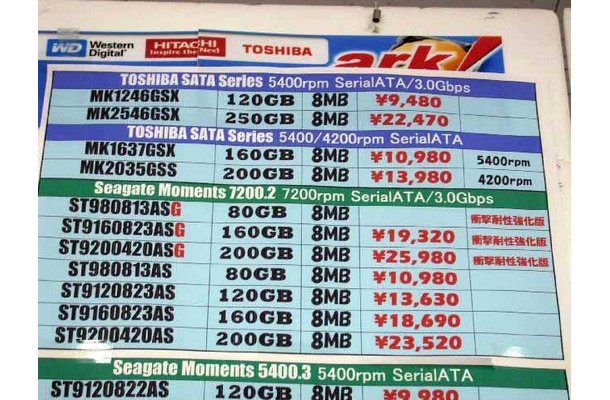 WD Western Digital HITACHI Inspire the Next TOSHIBA ark!
TOSHIBA SATA Series 5400rpm SerialATA/3.0Gbps
MK1246GSX 120GB 8MB ¥9,480
MK2546GSX 250GB 8MB ¥22,470
TOSHIBA SATA Series 5400/4200rpm SerialATA
MK1637GSX 160GB 8MB ¥10,980 5400rpm
MK2035GSS 200GB 8MB ¥13,980 4200rpm
Seagate Moments 7200.2 7200rpm SerialATA/3.0Gbps
ST980813ASG 80GB 8MB 衝撃耐性強化版
ST9160823ASG 160GB 8MB ¥19,320 衝撃耐性強化版
ST9200420ASG 200GB 8MB ¥25,980 衝撃耐性強化版
ST980813AS 80GB 8MB ¥10,980
ST9120823AS 120GB 8MB ¥13,630
ST9160823AS 160GB 8MB ¥18,690
ST9200420AS 200GB 8MB ¥23,520
Seagate Moments 5400.3 5400rpm SerialATA
ST9120822AS 120GB 8MB ¥9,980